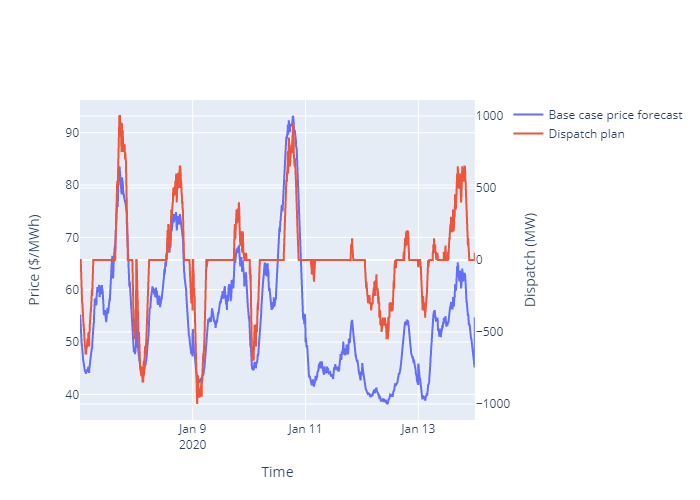 Base case price forecast
Dispatch plan
Price ($/MWh)
90
80
70
60
50
40
1000
500
0
−500
−1000
Dispatch (MW)
Jan 9
2020
Jan 11
Jan 13
Time